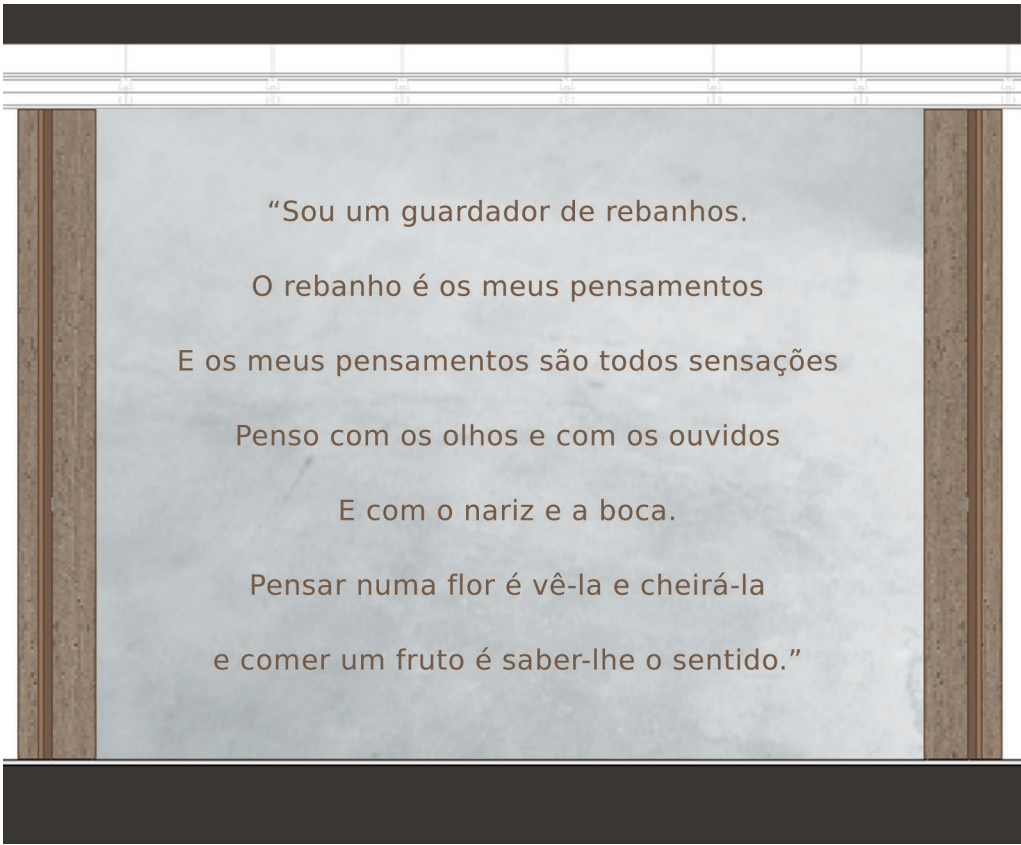 “Sou um guardador de rebanhos.
O rebanho é os meus pensamentos
E os meus pensamentos são todos sensações
Penso com os olhos e com os ouvidos
E com o nariz e a boca.
Pensar numa flor é vê-la e cheirá-la
e comer um fruto é saber-lhe o sentido.”